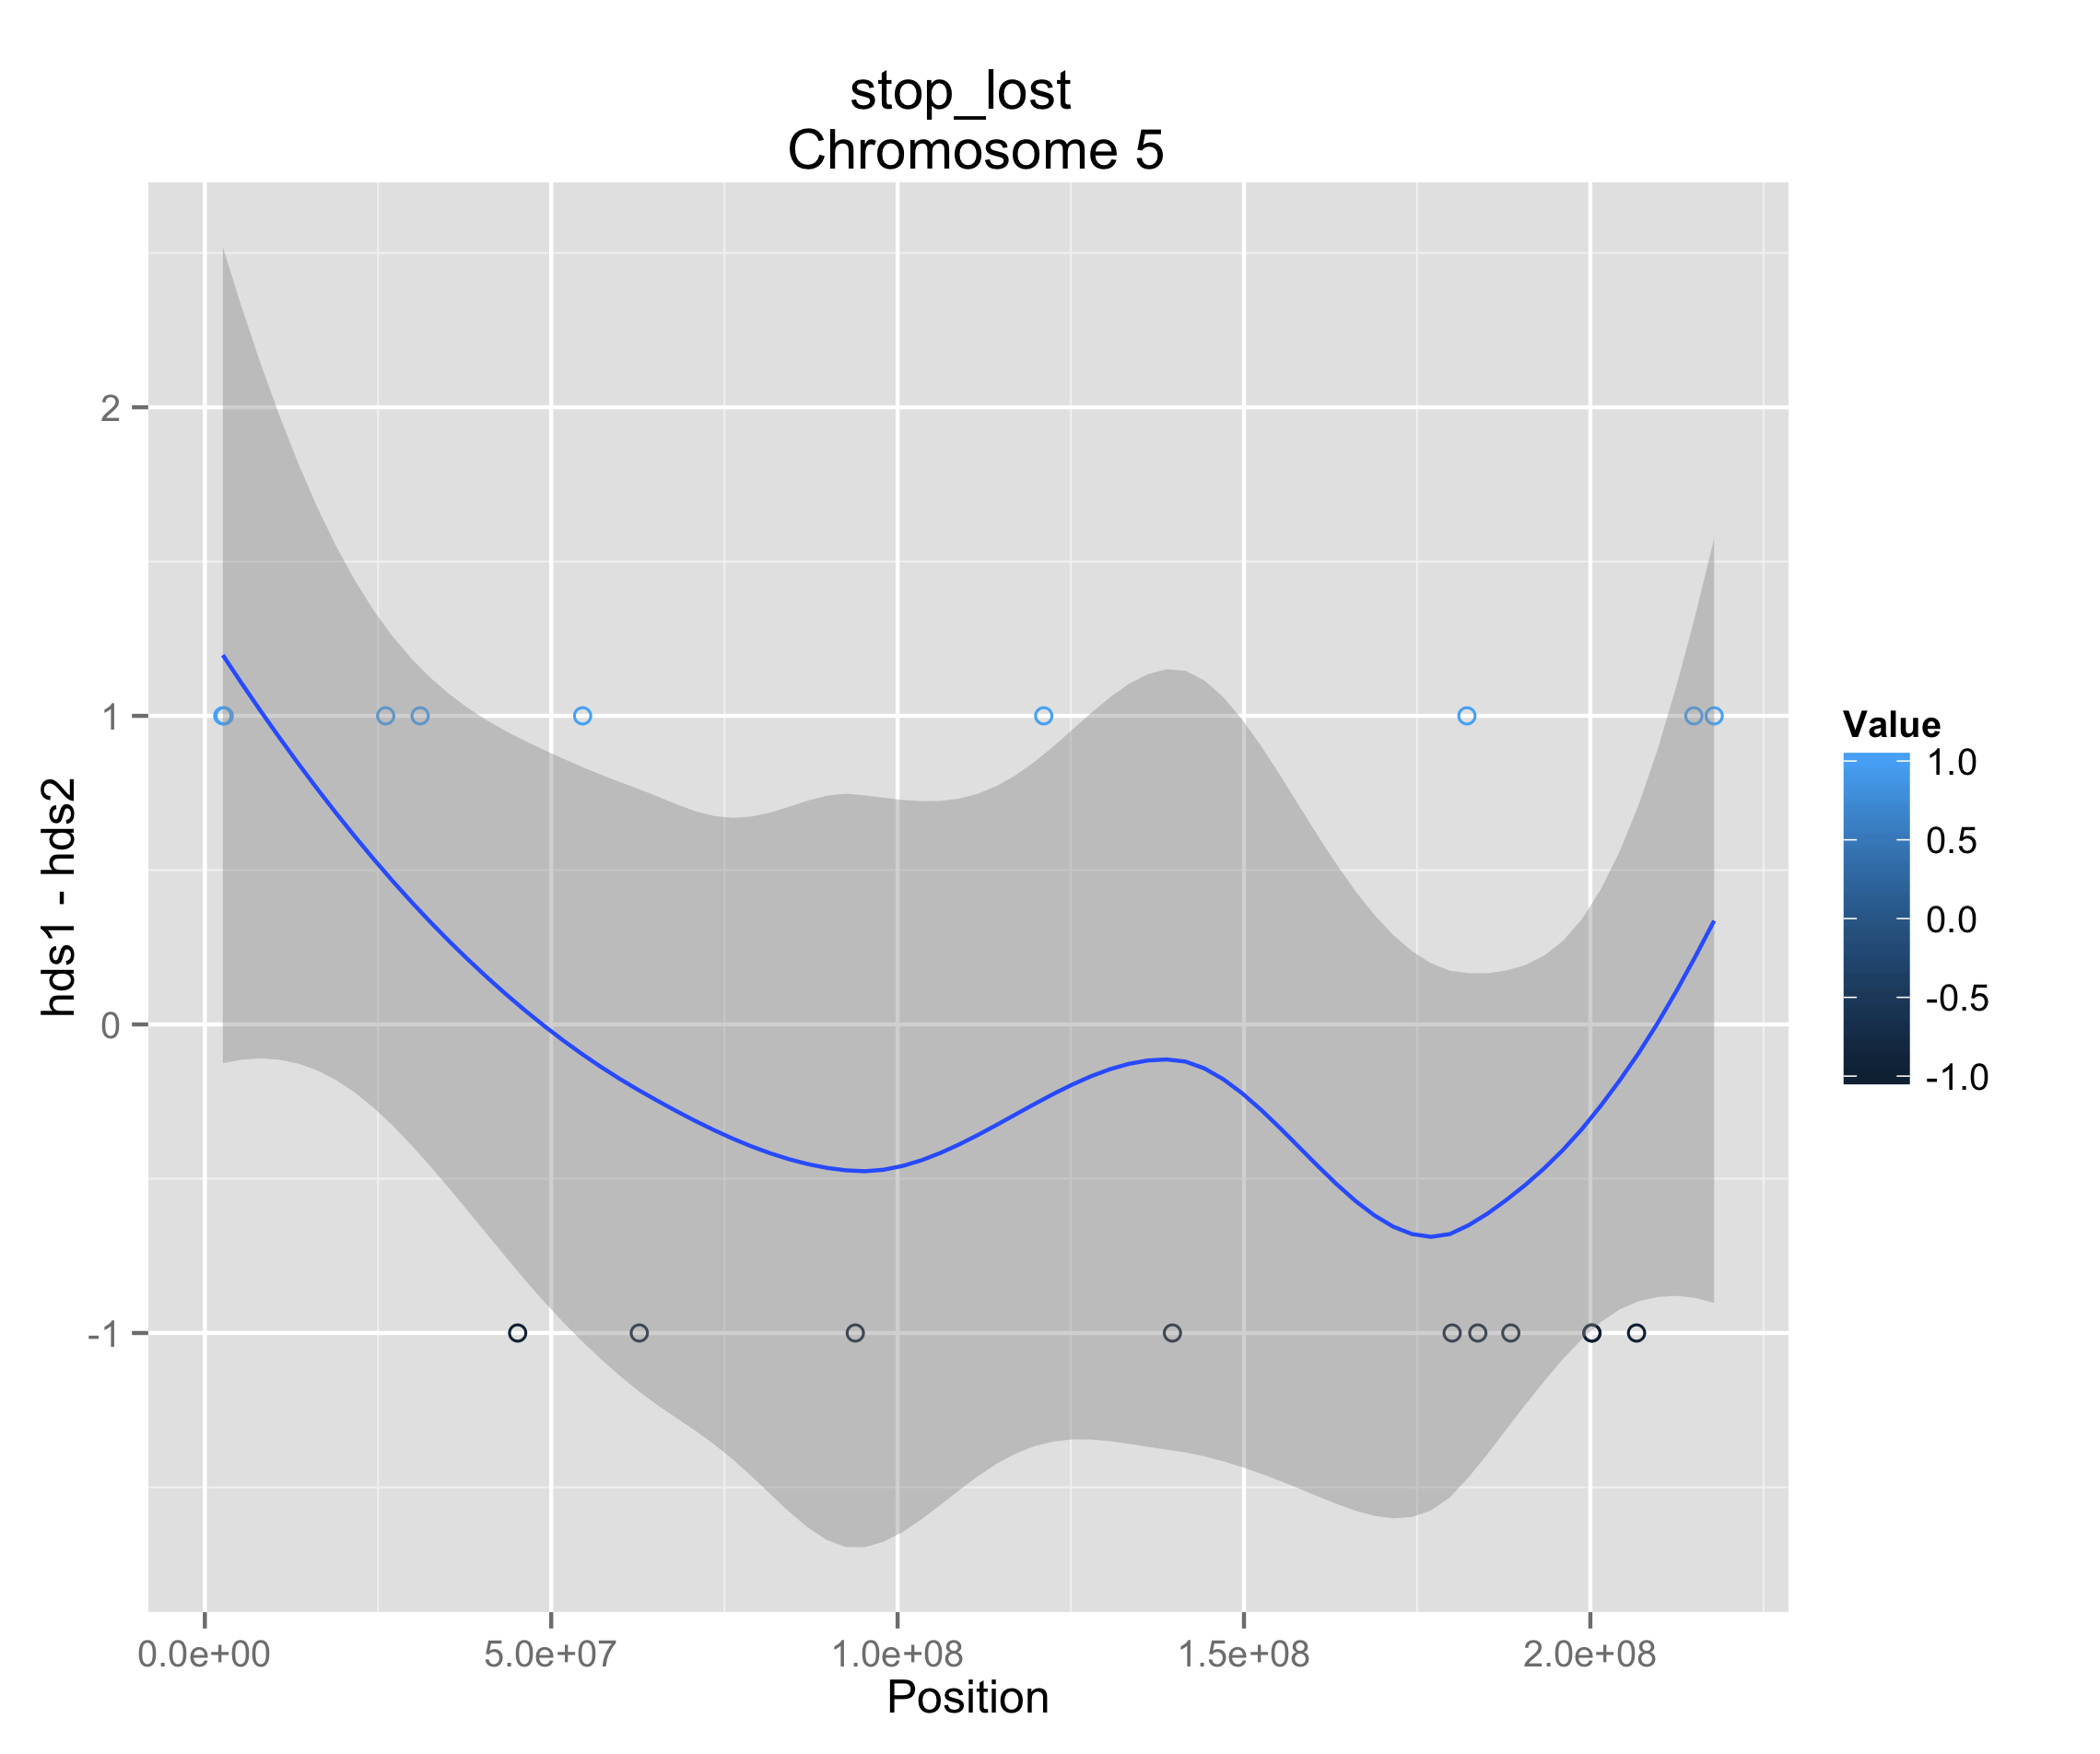 stop_lost
Chromosome 5
hds1 - hds2
2
1
0
-1
0.0e+00
5.0e+07
1.0e+08
1.5e+08
2.0e+08
Position
Value
1.0
0.5
0.0
-0.5
-1.0